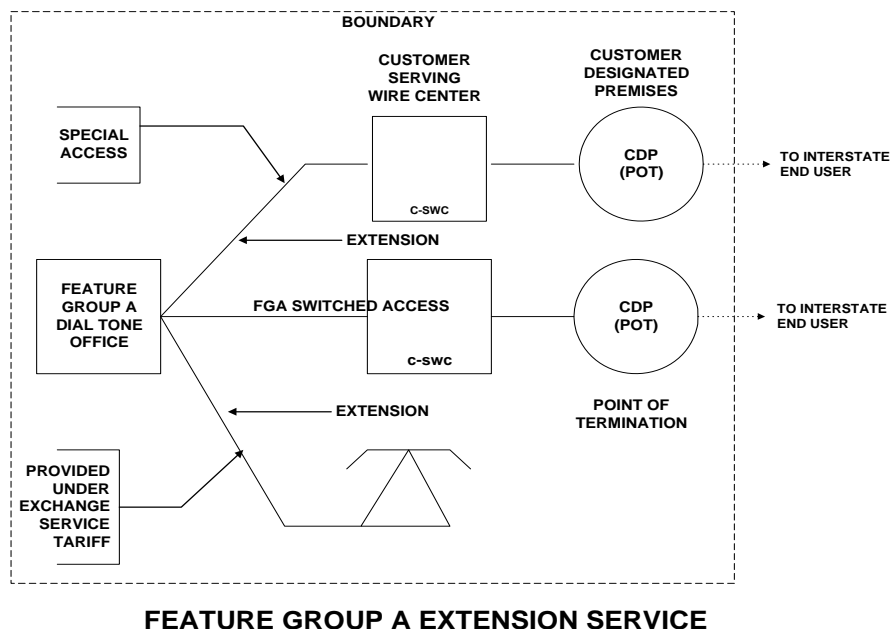 BOUNDARY
CUSTOMER
SERVING
WIRE CENTER
CUSTOMER
DESIGNATED
PREMISES
SPECIAL
ACCESS
CDP
(POT)
TO INTERSTATE
END USER
C-SWC
EXTENSION
FEATURE
GROUP A
DIAL TONE
OFFICE
FGA SWITCHED ACCESS
CDP
(POT)
TO INTERSTATE
END USER
C-SWC
EXTENSION
POINT OF
TERMINATION
PROVIDED
UNDER
EXCHANGE
SERVICE
TARIFF
FEATURE GROUP A EXTENSION SERVICE